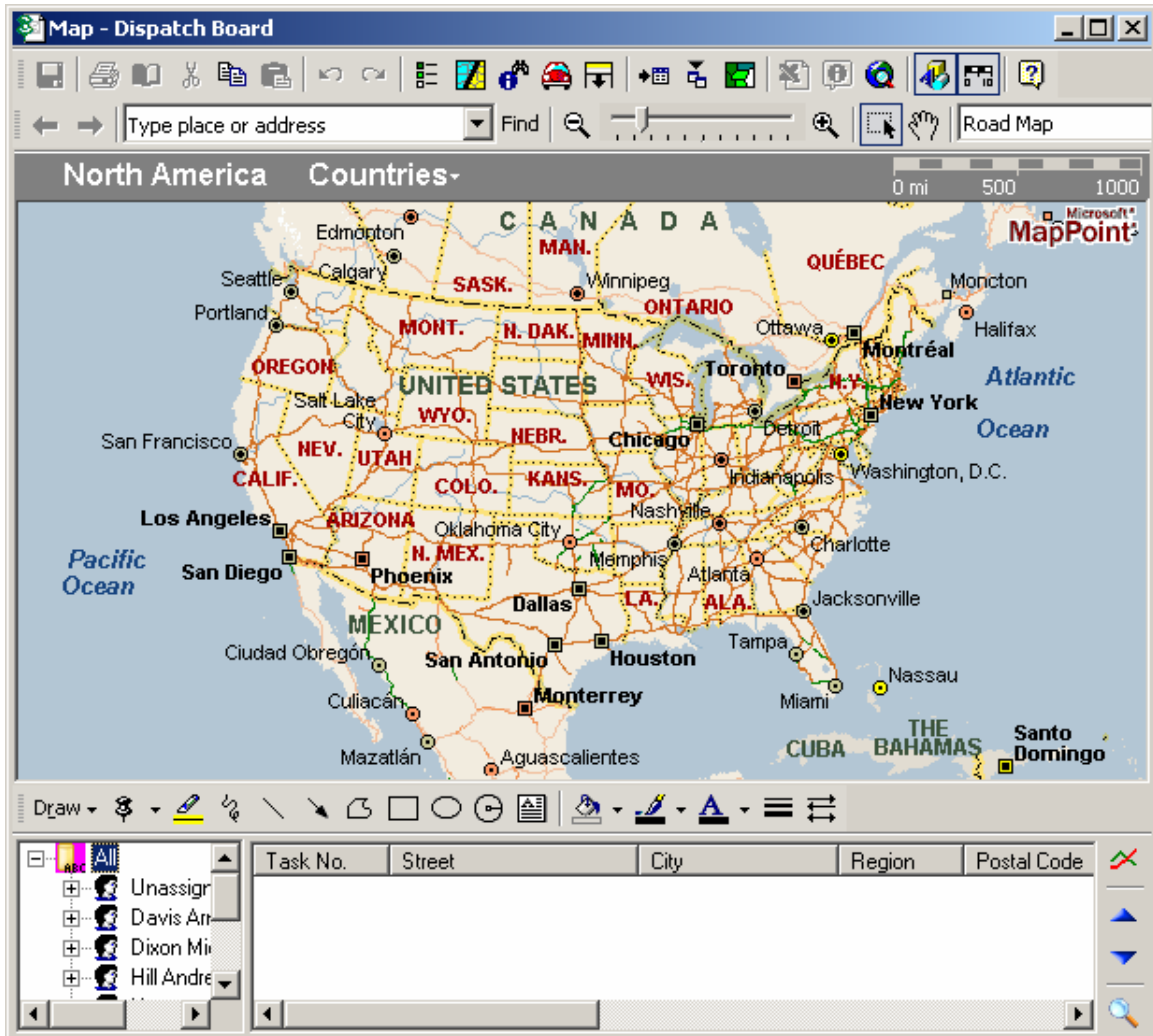 Map - Dispatch Board
Type place or address
Find
Road Map
North America Countries
0 mi 500 1000
CANADA
Microsoft®
MapPoint®
Edmonton
MAN.
QUÉBEC
Calgary
SASK.
Winnipeg
Moncton
Seattle
ONTARIO
Portland
MONT.
N. DAK.
MINN.
Ottawa
Halifax
Montréal
OREGON
UNITED STATES
WIS.
Toronto
N.Y.
Atlantic
Ocean
Salt Lake
City
WYO.
New York
San Francisco
NEV.
UTAH
NEBR.
Chicago
Detroit
CALIF.
COLO.
KANS.
MO.
Indianapolis
Washington, D.C.
Los Angeles
ARIZONA
Oklahoma City
Nashville
Pacific
Ocean
San Diego
Phoenix
N. MEX.
Memphis
Atlanta
Charlotte
Dallas
LA.
ALA.
Jacksonville
MEXICO
Ciudad Obregón
San Antonio
Houston
Tampa
Culiacán
Monterrey
Miami
Nassau
Mazatlán
Aguascalientes
CUBA
THE
BAHAMAS
Santo
Domingo
Draw
A
All
Task No. Street City Region Postal Code
Unassign
Davis Arr
Dixon Mi
Hill Andre